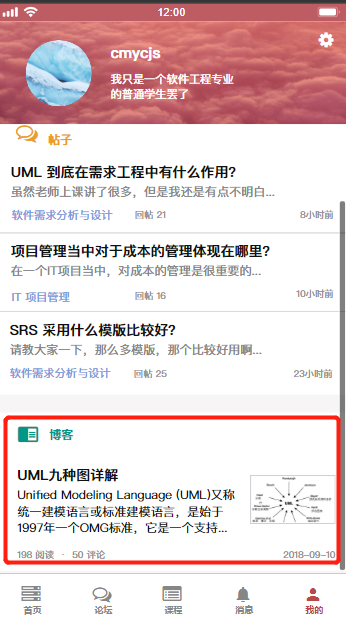 12:00
cmycjs
我只是一个软件工程专业
的普通学生罢了
帖子
UML 到底在需求工程中有什么作用?
虽然老师上课讲了很多，但是我还是有点不明白...
软件需求分析与设计 回帖 21 8小时前
项目管理当中对于成本的管理体现在哪里?
在一个IT项目当中，对成本的管理是很重要的...
IT 项目管理 回帖 16 10小时前
SRS 采用什么模版比较好?
请教大家一下，那么多模版，那个比较好用啊...
软件需求分析与设计 回帖 25 23小时前
博客
UML九种图详解
Unified Modeling Language (UML)又称
统一建模语言或标准建模语言，是始于
1997年一个OMG标准，它是一个支持...
198 阅读 · 50 评论 2018-09-10
首页 论坛 课程 消息 我的